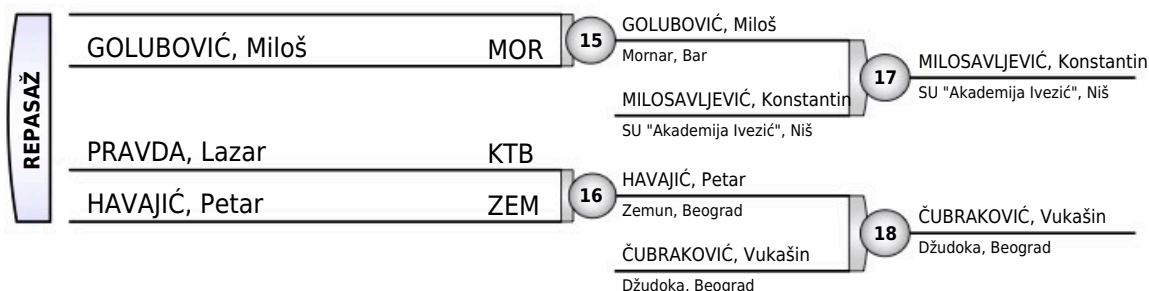 REPASAŽ
GOLUBOVIĆ, Miloš MOR
PRAVDA, Lazar KTB
HAVAJIĆ, Petar ZEM
15
GOLUBOVIĆ, Miloš
Mornar, Bar
MILOSAVLJEVIĆ, Konstantin
SU "Akademija Ivezić", Niš
16
HAVAJIĆ, Petar
Zemun, Beograd
ČUBRAKOVIĆ, Vukašin
Džudoka, Beograd
17
MILOSAVLJEVIĆ, Konstantin
SU "Akademija Ivezić", Niš
18
ČUBRAKOVIĆ, Vukašin
Džudoka, Beograd